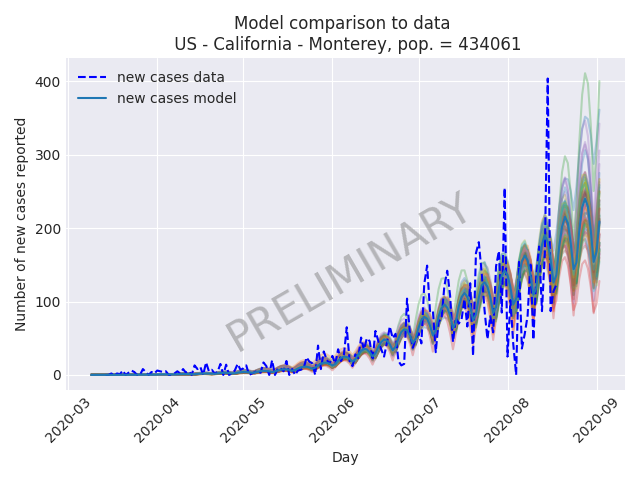 Model comparison to data
US - California - Monterey, pop. = 434061
new cases data
new cases model
PRELIMINARY
Number of new cases reported
400
300
200
100
0
2020-03
2020-04
2020-05
2020-06
2020-07
2020-08
2020-09
Day